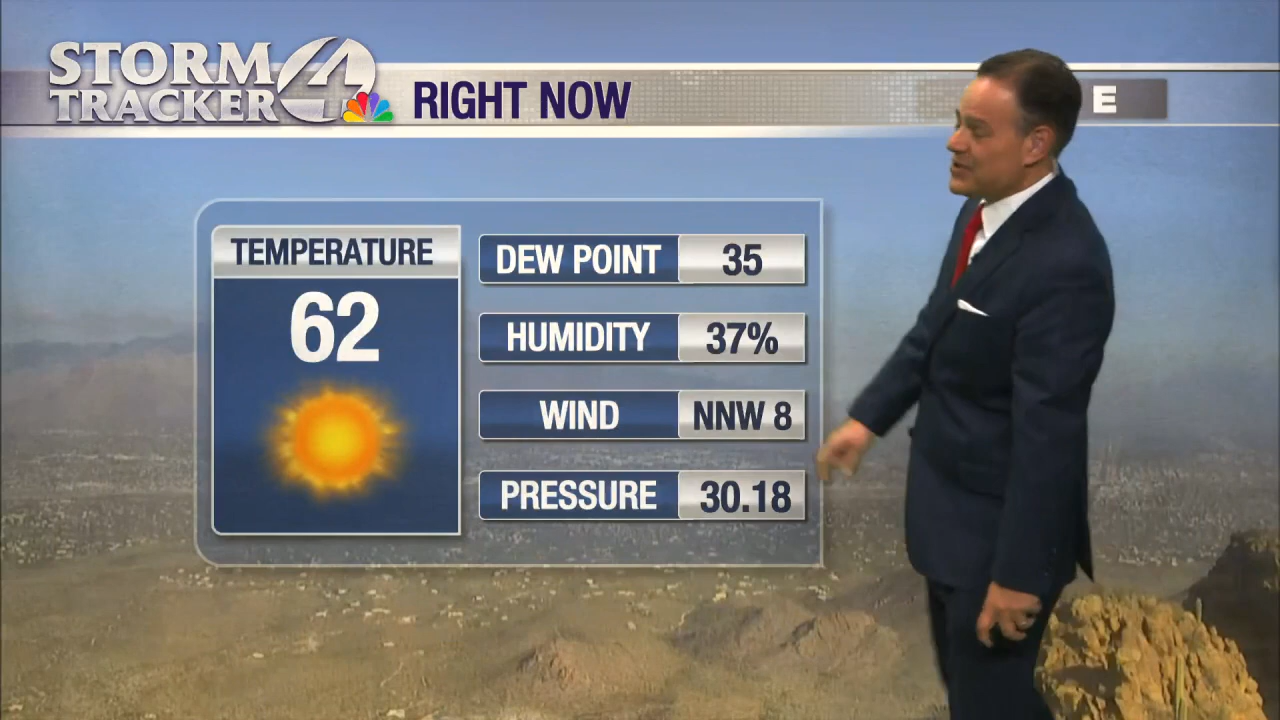 STORM
TRACKER 4
RIGHT NOW
E
TEMPERATURE
62
DEW POINT 35
HUMIDITY 37%
WIND NNW 8
PRESSURE 30.18